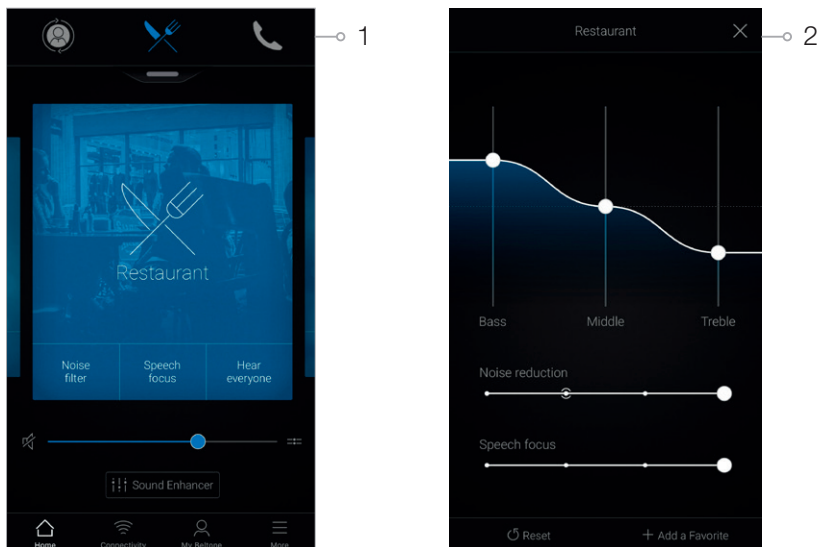 1
Restaurant
Noise filter
Speech focus
Hear everyone
Sound Enhancer
Home
Connectivity
My Beltone
More
Restaurant
2
Bass
Middle
Treble
Noise reduction
Speech focus
Reset
+ Add a Favorite